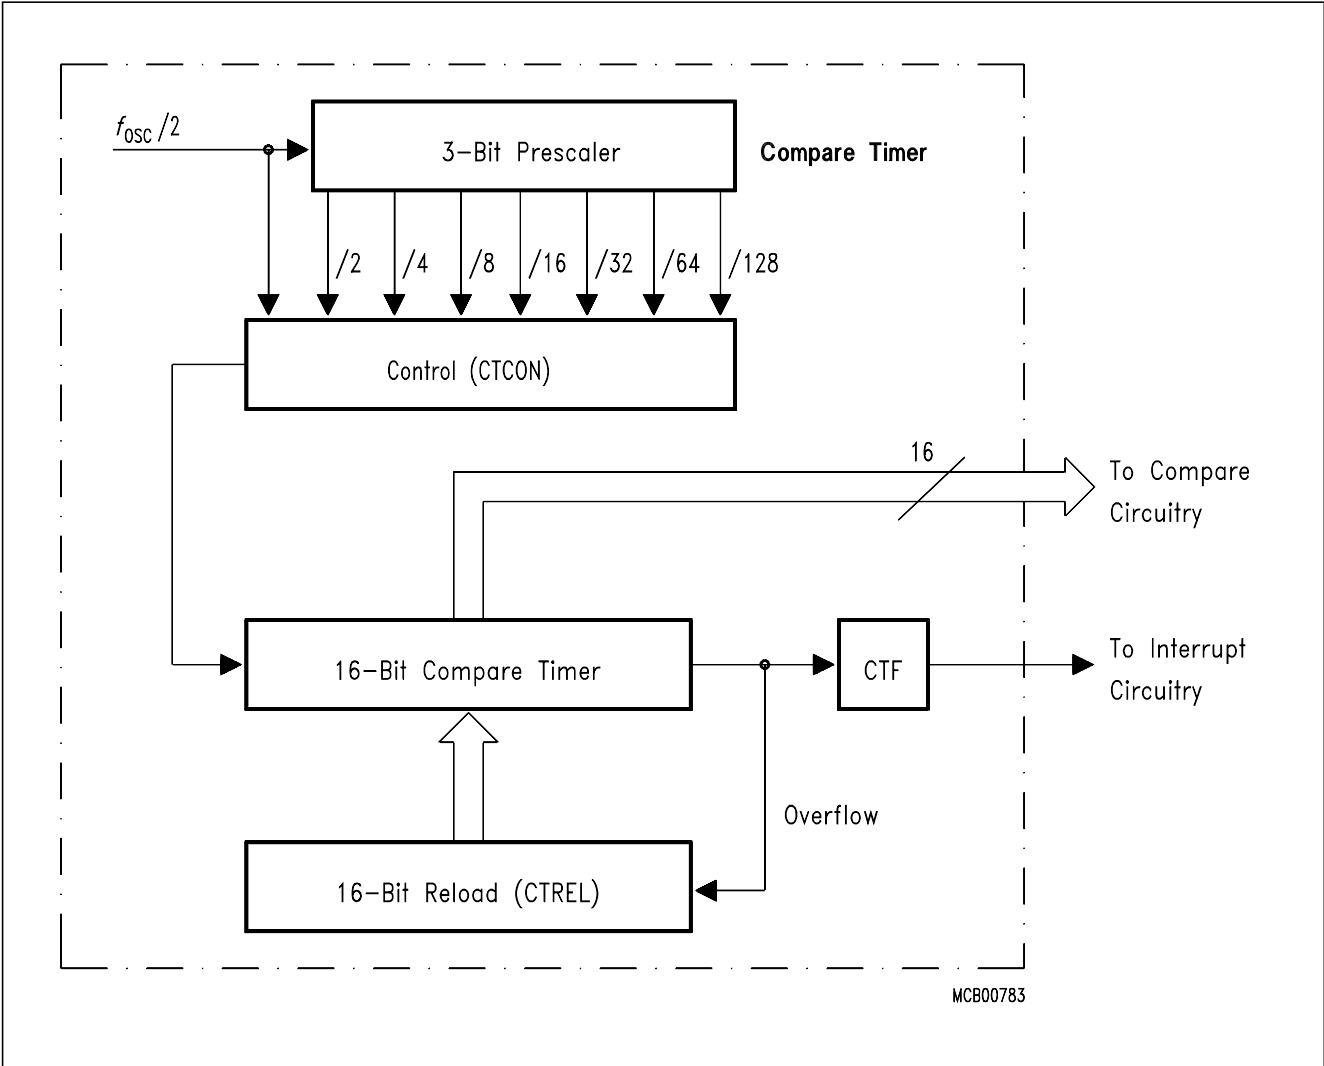 fOSC/2
3-Bit Prescaler
Compare Timer
/2 /4 /8 /16 /32 /64 /128
Control (CTCON)
16
To Compare
Circuitry
16-Bit Compare Timer
CTF
To Interrupt
Circuitry
Overflow
16-Bit Reload (CTREL)
MCB00783